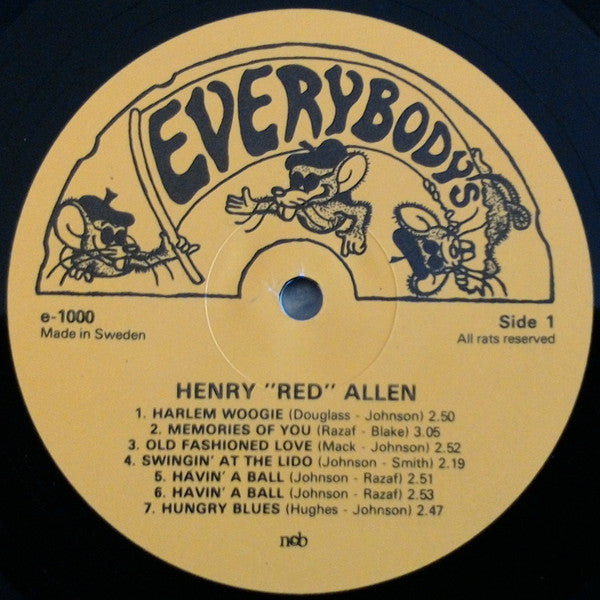 EVERYBODYS
e-1000
Made in Sweden
Side 1
All rats reserved
HENRY "RED" ALLEN
1. HARLEM WOOGIE (Douglass - Johnson) 2.50
2. MEMORIES OF YOU (Razaf - Blake) 3.05
3. OLD FASHIONED LOVE (Mack - Johnson) 2.52
4. SWINGIN' AT THE LIDO (Johnson - Smith) 2.19
5. HAVIN' A BALL (Johnson - Razaf) 2.51
6. HAVIN' A BALL (Johnson - Razaf) 2.53
7. HUNGRY BLUES (Hughes - Johnson) 2.47
ncb